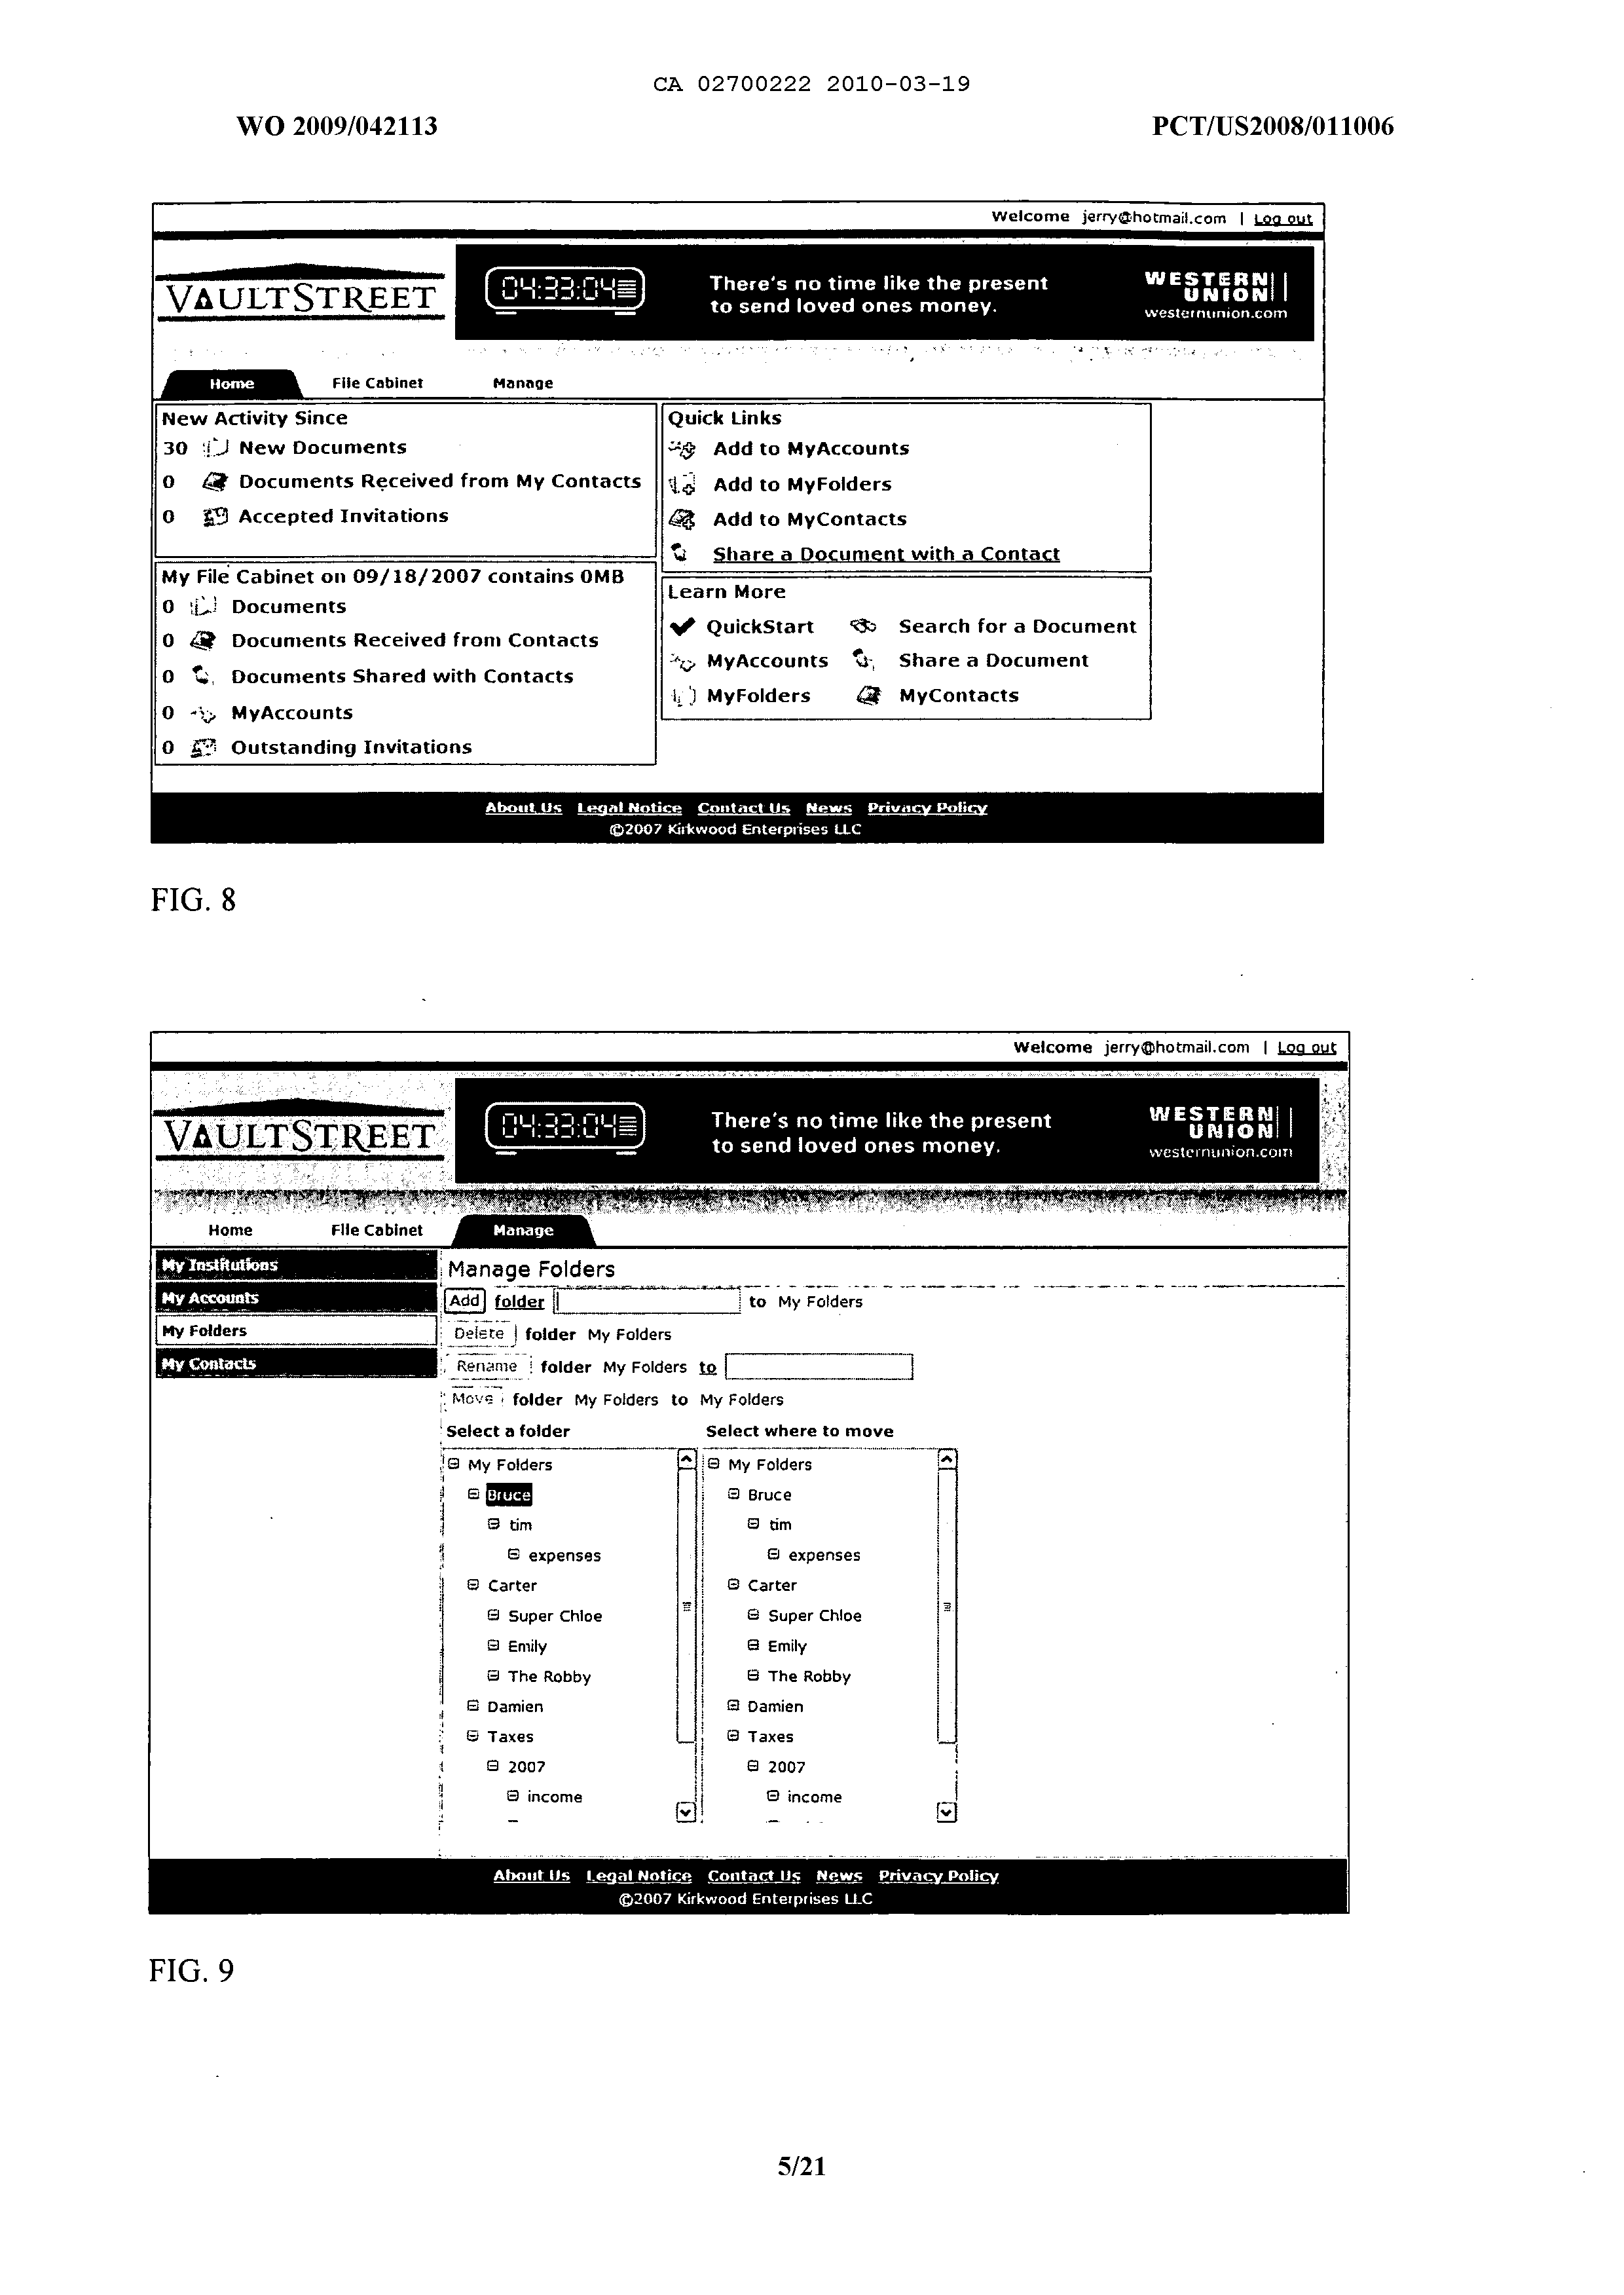 CA 02700222 2010-03-19
WO 2009/042113 PCT/US2008/011006
Welcome jerry@hotmail.com | Log out
VAULTSTREET
04:33:04
There's no time like the present
to send loved ones money.
WESTERN
UNION
westernunion.com
Home File Cabinet Manage
New Activity Since
30 New Documents
0 Documents Received from My Contacts
0 Accepted Invitations
My File Cabinet on 09/18/2007 contains 0MB
0 Documents
0 Documents Received from Contacts
0 Documents Shared with Contacts
0 MyAccounts
0 Outstanding Invitations
Quick Links
Add to MyAccounts
Add to MyFolders
Add to MyContacts
Share a Document with a Contact
Learn More
QuickStart Search for a Document
MyAccounts Share a Document
MyFolders MyContacts
About Us Legal Notice Contact Us News Privacy Policy
©2007 Kirkwood Enterprises LLC
FIG. 8
Welcome jerry@hotmail.com | Log out
VAULTSTREET
04:33:04
There's no time like the present
to send loved ones money.
WESTERN
UNION
westernunion.com
Home File Cabinet Manage
My Institutions
My Accounts
My Folders
My Contacts
Manage Folders
Add folder to My Folders
Delete folder My Folders
Rename folder My Folders to
Move folder My Folders to My Folders
Select a folder Select where to move
My Folders My Folders
Bruce Bruce
tim tim
expenses expenses
Carter Carter
Super Chloe Super Chloe
Emily Emily
The Robby The Robby
Damien Damien
Taxes Taxes
2007 2007
income income
About Us Legal Notice Contact Us News Privacy Policy
©2007 Kirkwood Enterprises LLC
FIG. 9
5/21